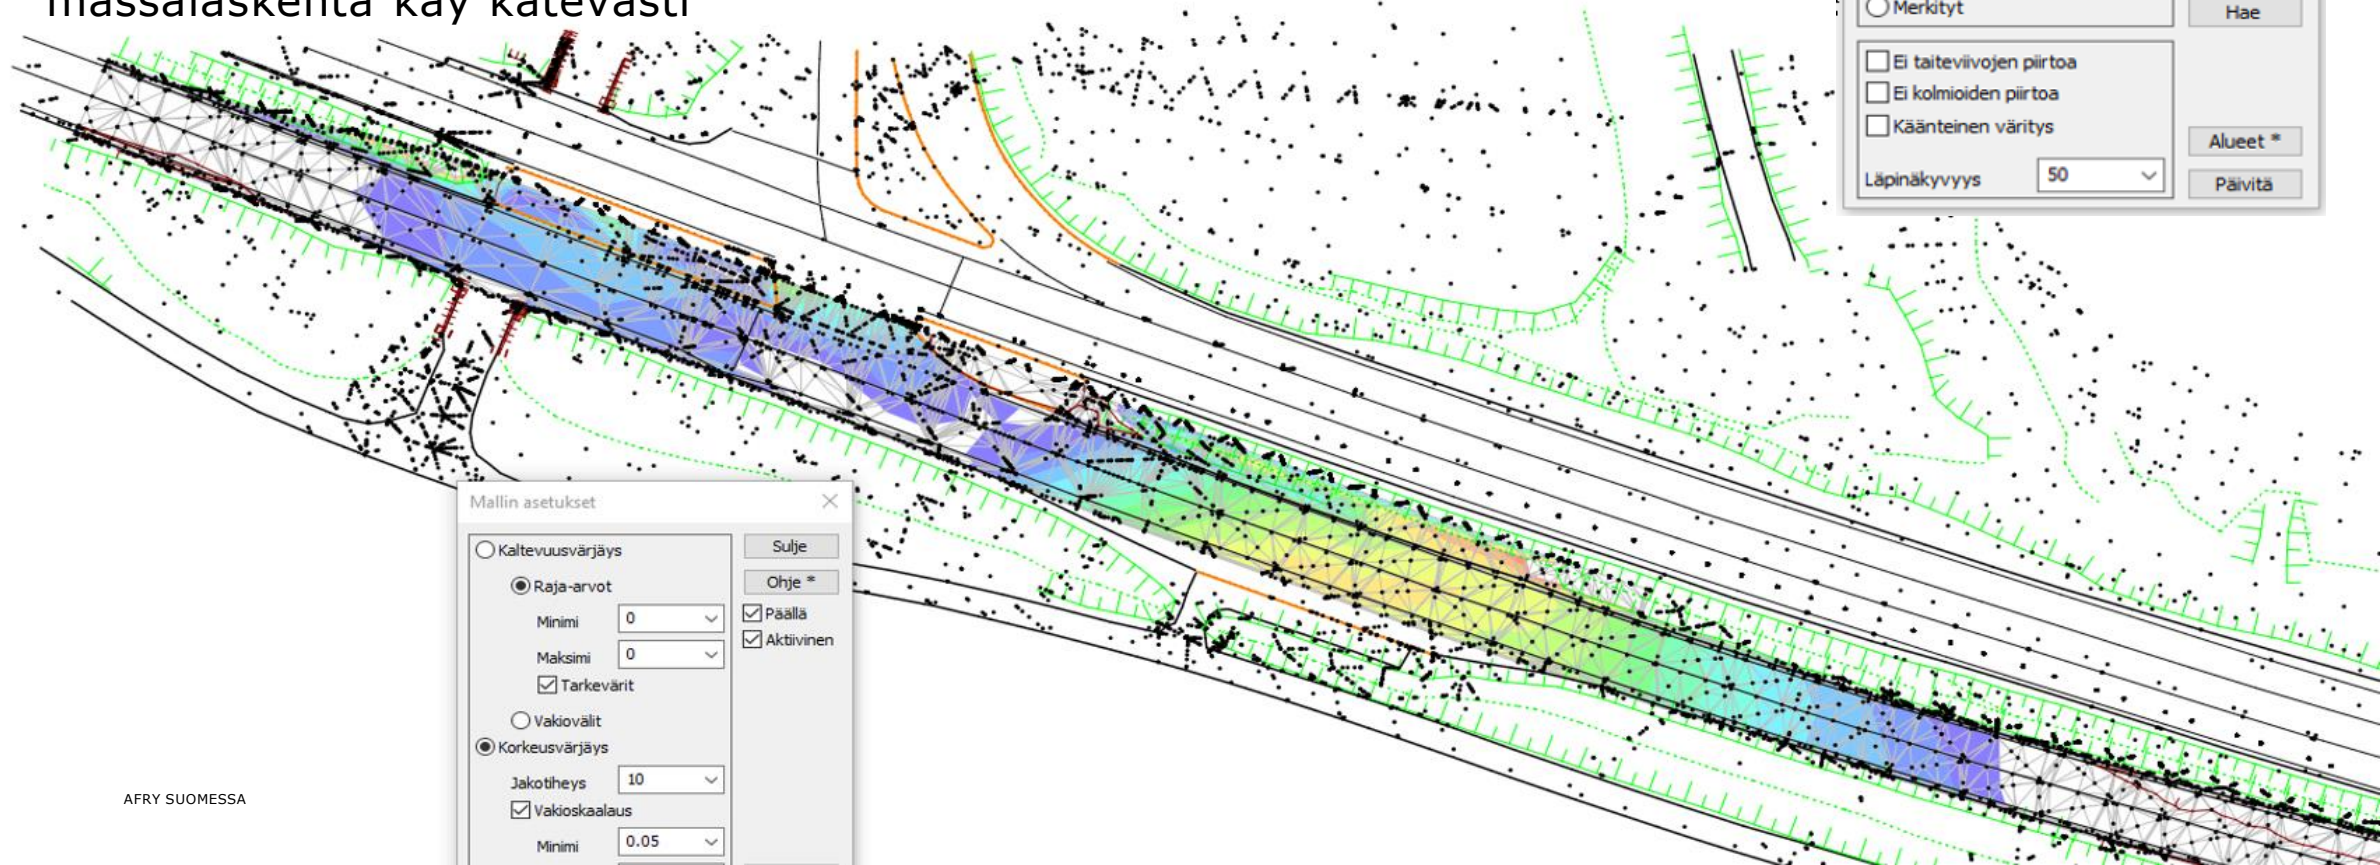 massalaskenta käy kätevästi
Merkityt
Hae
Ei taiteviivojen piirtoa
Ei kolmioiden piirtoa
Käänteinen väritys
Alueet *
Läpinäkyvyys 50
Päivitä
Mallin asetukset
Kaltevuusvärjäys
Sulje
Raja-arvot
Ohje *
Minimi 0
Päällä
Aktiivinen
Maksimi 0
Tarkevärit
Vakiovälit
Korkeusvärjäys
Jakotiheys 10
Vakioskaalaus
Minimi 0.05
AFRY SUOMESSA